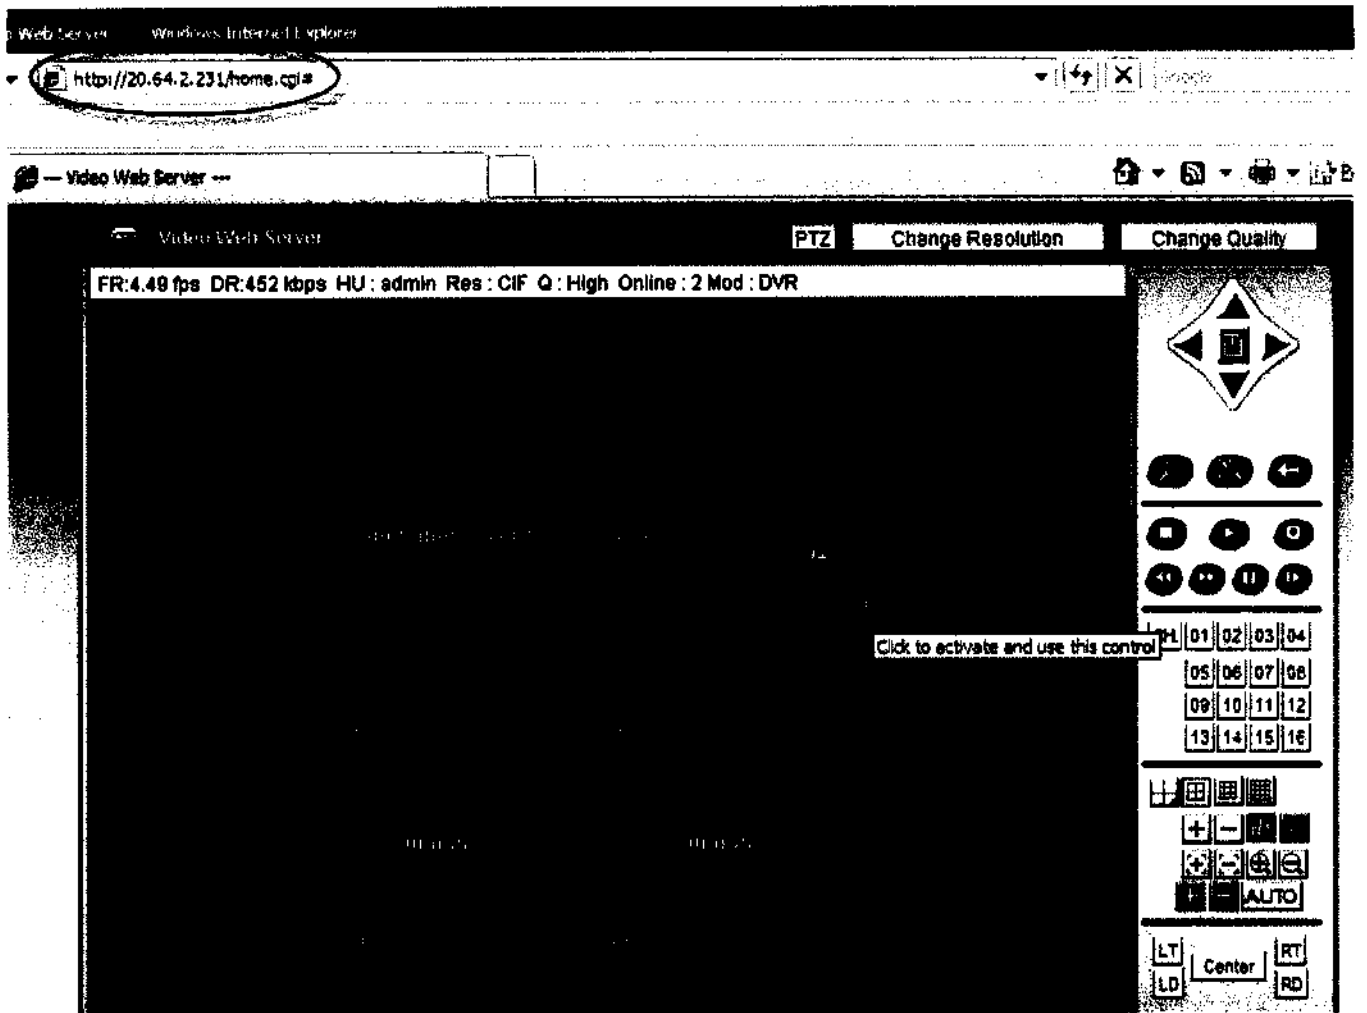 Web Server Windows Internet Explorer
http://20.64.2.231/home.cgi#
Google
--- Video Web Server ---
Video Web Server PTZ Change Resolution Change Quality
FR:4.49 fps DR:452 kbps HU : admin Res : CIF Q : High Online : 2 Mod : DVR
Click to activate and use this control
01 02 03 04
05 06 07 08
09 10 11 12
13 14 15 16
AUTO
LT RT
Center
LD RD